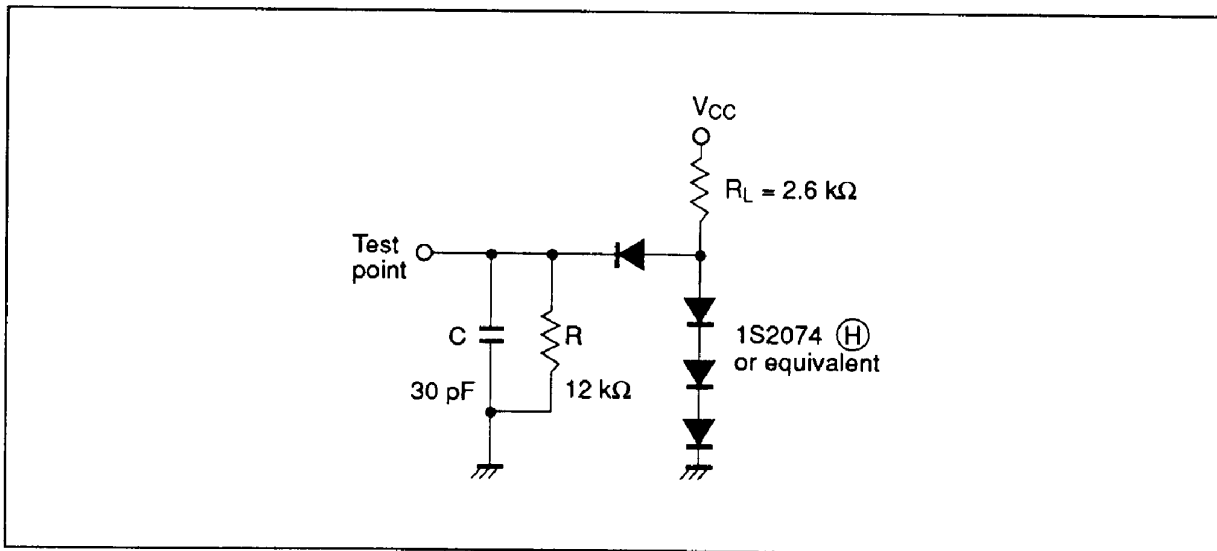 VCC
RL = 2.6 kΩ
Test
point
C
R
30 pF
12 kΩ
1S2074 Ⓗ
or equivalent